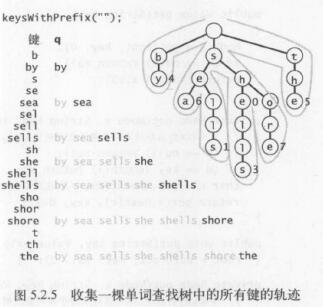 keysWithPrefix("");
键 q
b
by by
s
se
sea by sea
sel
sell
sells by sea sells
sh
she by sea sells she
shell
shells by sea sells she shells
sho
shor
shore by sea sells she shells shore
t
th
the by sea sells she shells shore the
b s t
y 4 e h h
a 6 l e 0 o e 5
l l r
s 1 l e 7
s 3
图 5.2.5 收集一棵单词查找树中的所有键的轨迹